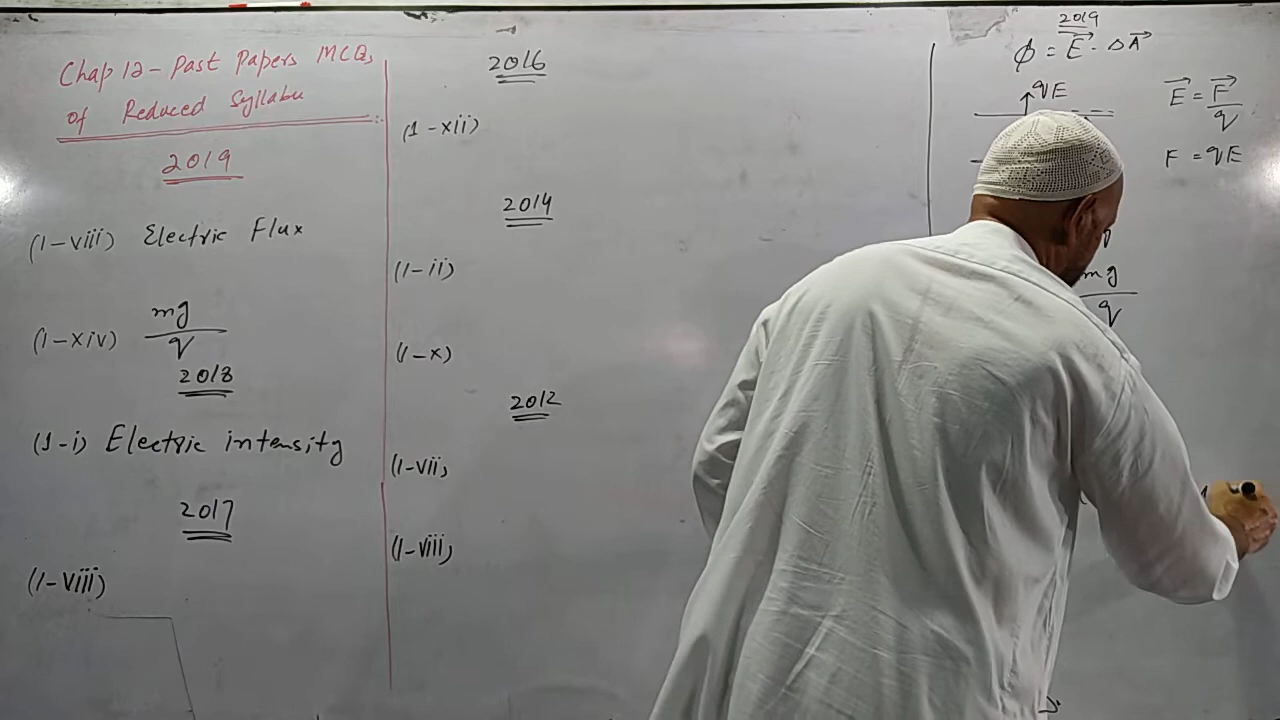 Chap 12 - Past Papers MCQs
of Reduced Syllabu
2019
(1-viii) Electric Flux
(1-xiv) mg
q
2018
(1-i) Electric intensity
2017
(1-viii)
2016
(1-xii)
2014
(1-ii)
(1-x)
2012
(1-vii)
(1-viii)
2019
ϕ = E⃗ · ΔA⃗
qE
E⃗ = F⃗
q
F = qE
mg
q